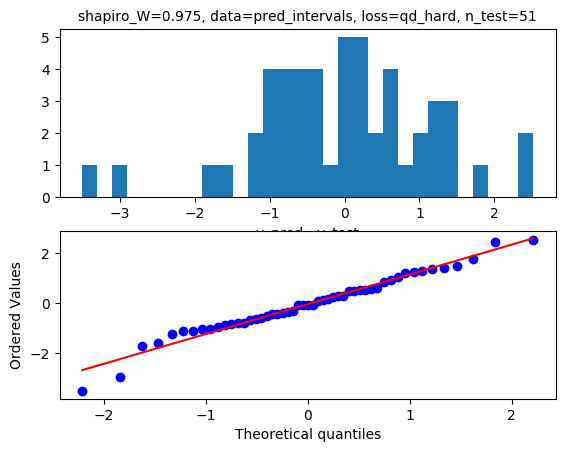 shapiro_W=0.975, data=pred_intervals, loss=qd_hard, n_test=51
5
4
3
2
1
0
−3 −2 −1 0 1 2
2
0
−2
Ordered Values
−2 −1 0 1 2
Theoretical quantiles